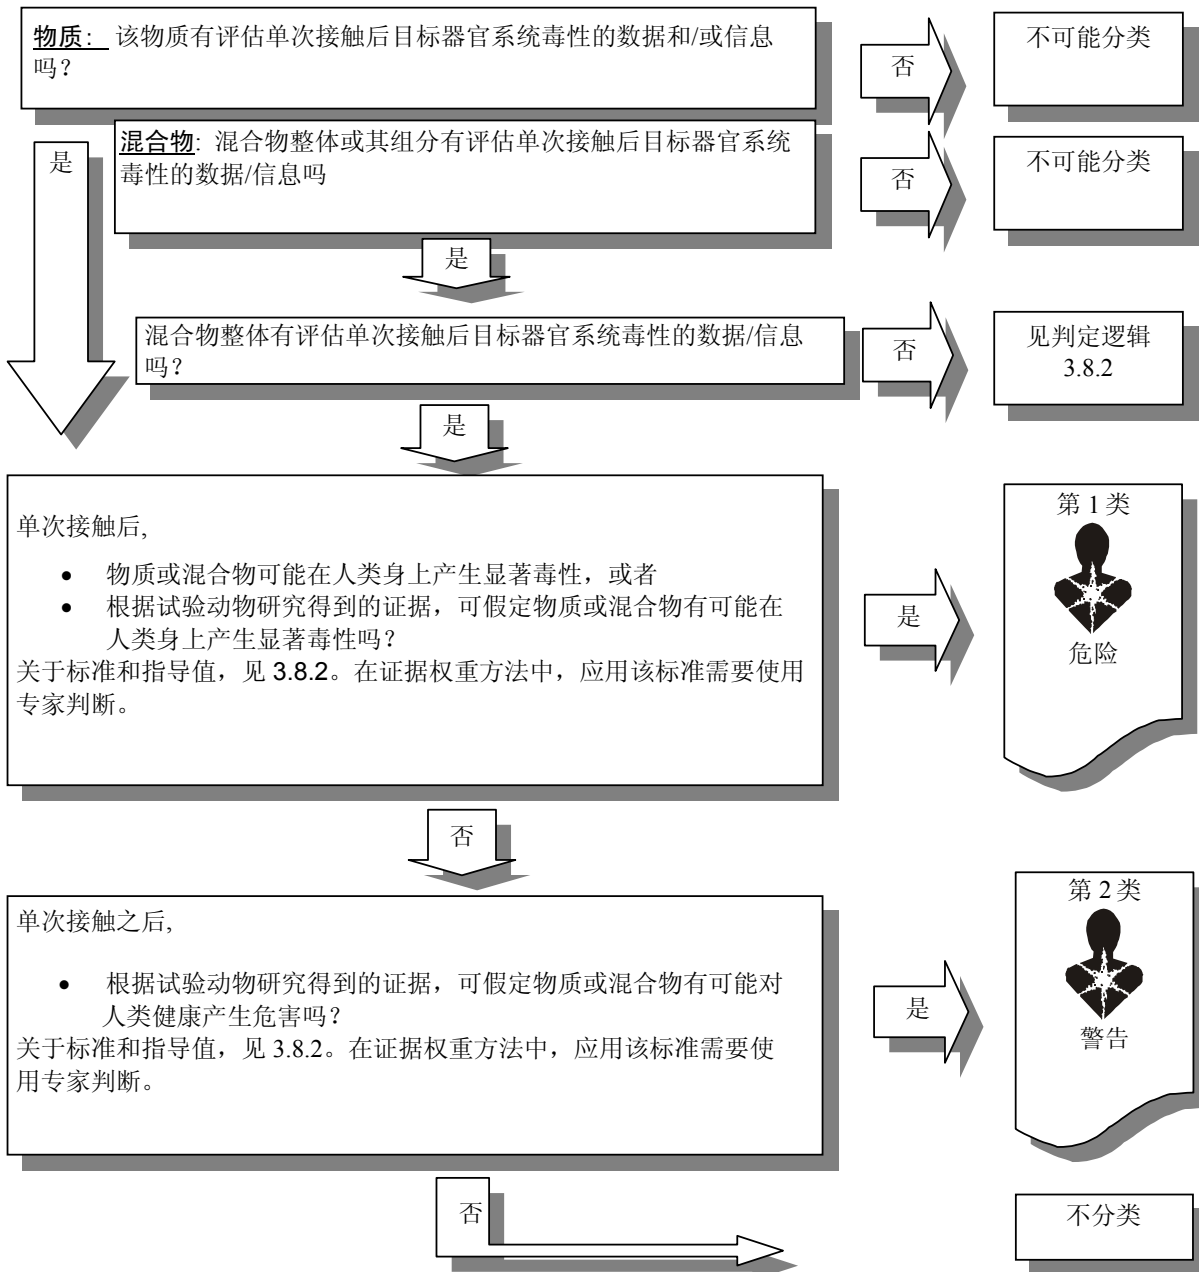 物质： 该物质有评估单次接触后目标器官系统毒性的数据和/或信息
吗？
否
不可能分类
混合物: 混合物整体或其组分有评估单次接触后目标器官系统
毒性的数据/信息吗
否
不可能分类
是
是
混合物整体有评估单次接触后目标器官系统毒性的数据/信息
吗？
否
见判定逻辑
3.8.2
是
单次接触后,
• 物质或混合物可能在人类身上产生显著毒性，或者
• 根据试验动物研究得到的证据，可假定物质或混合物有可能在
人类身上产生显著毒性吗？
关于标准和指导值，见 3.8.2。在证据权重方法中，应用该标准需要使用
专家判断。
是
第 1 类
危险
否
单次接触之后,
• 根据试验动物研究得到的证据，可假定物质或混合物有可能对
人类健康产生危害吗？
关于标准和指导值，见 3.8.2。在证据权重方法中，应用该标准需要使
用专家判断。
是
第 2 类
警告
否
不分类